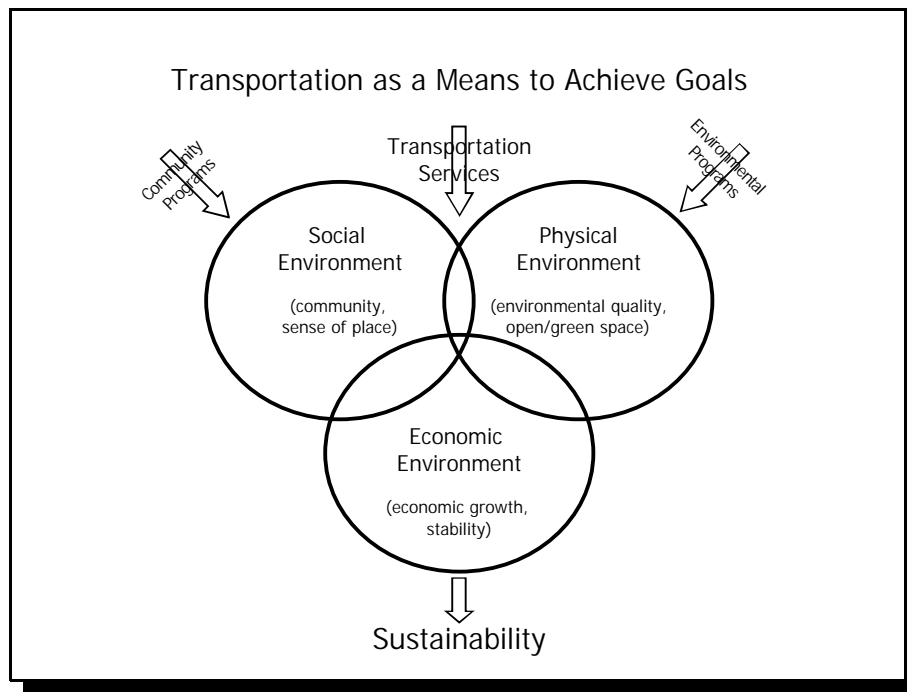 Transportation as a Means to Achieve Goals
Community
Programs
Transportation
Services
Environmental
Programs
Social
Environment
(community,
sense of place)
Physical
Environment
(environmental quality,
open/green space)
Economic
Environment
(economic growth,
stability)
Sustainability